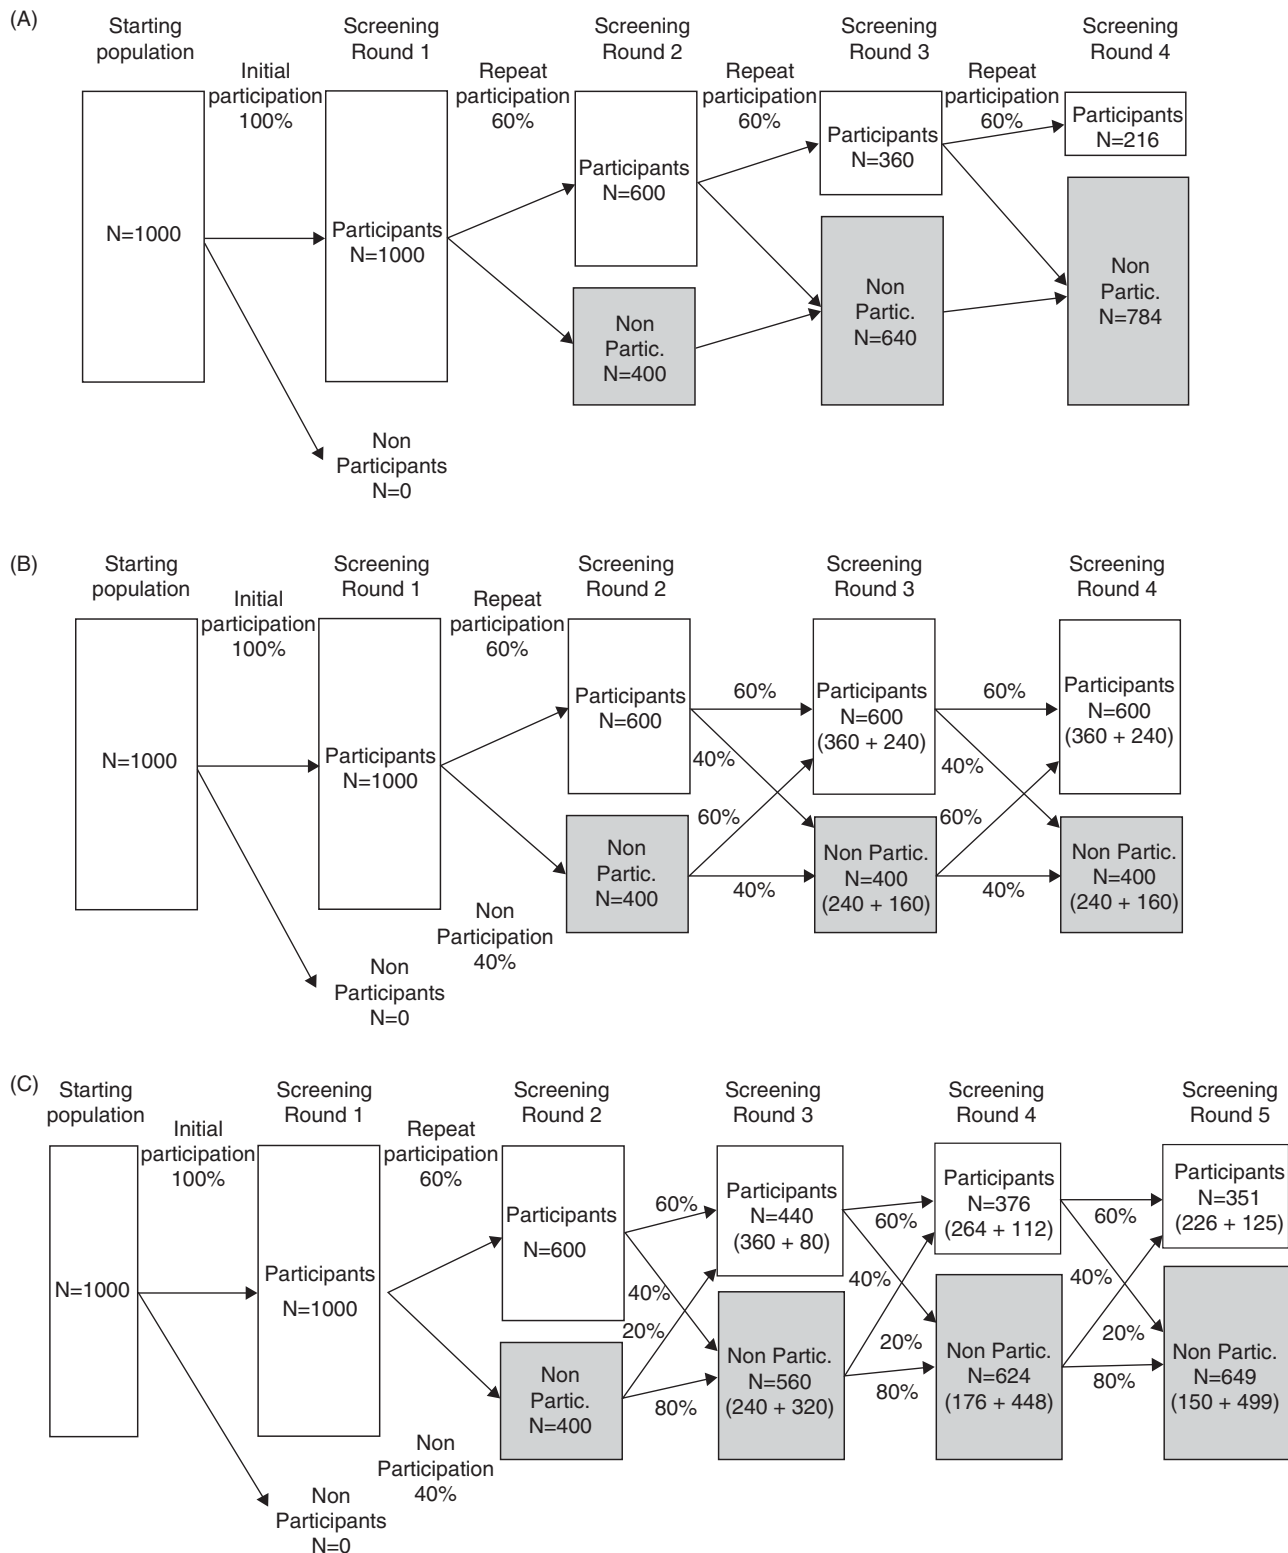 (A)
Starting
population
Initial
participation
100%
Screening
Round 1
Repeat
participation
60%
Screening
Round 2
Repeat
participation
60%
Screening
Round 3
Repeat
participation
60%
Screening
Round 4
N=1000
Participants
N=1000
Non
Participants
N=0
Participants
N=600
Non
Partic.
N=400
Participants
N=360
Non
Partic.
N=640
Participants
N=216
Non
Partic.
N=784
(B)
Starting
population
Initial
participation
100%
Screening
Round 1
Repeat
participation
60%
Screening
Round 2
Screening
Round 3
Screening
Round 4
N=1000
Participants
N=1000
Non
Participants
N=0
Non
Participation
40%
Participants
N=600
Non
Partic.
N=400
60%
40%
60%
40%
Participants
N=600
(360 + 240)
Non Partic.
N=400
(240 + 160)
60%
40%
60%
40%
Participants
N=600
(360 + 240)
Non Partic.
N=400
(240 + 160)
(C)
Starting
population
Initial
participation
100%
Screening
Round 1
Repeat
participation
60%
Screening
Round 2
Screening
Round 3
Screening
Round 4
Screening
Round 5
N=1000
Participants
N=1000
Non
Participants
N=0
Non
Participation
40%
Participants
N=600
Non
Partic.
N=400
60%
40%
20%
80%
Participants
N=440
(360 + 80)
Non Partic.
N=560
(240 + 320)
60%
40%
20%
80%
Participants
N=376
(264 + 112)
Non Partic.
N=624
(176 + 448)
60%
40%
20%
80%
Participants
N=351
(226 + 125)
Non Partic.
N=649
(150 + 499)